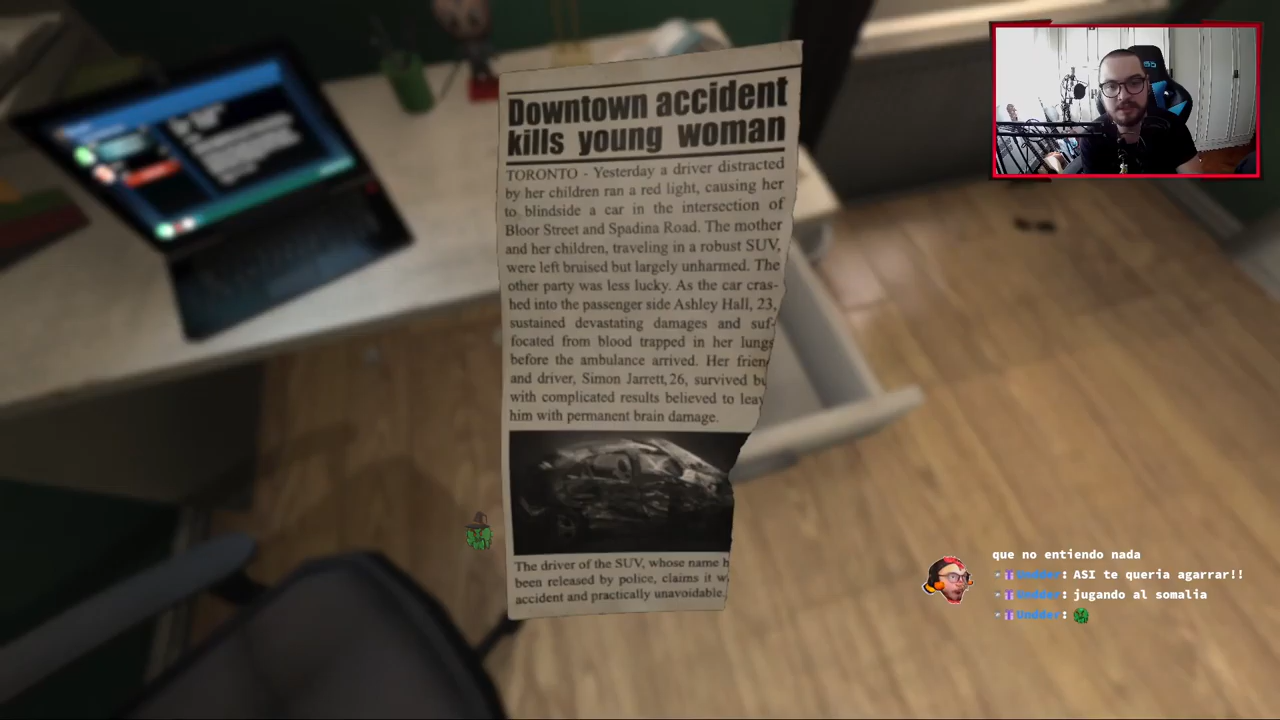 Downtown accident
kills young woman
TORONTO - Yesterday a driver distracted
by her children ran a red light, causing her
to blindside a car in the intersection of
Bloor Street and Spadina Road. The mother
and her children, traveling in a robust SUV,
were left bruised but largely unharmed. The
other party was less lucky. As the car cras-
hed into the passenger side Ashley Hall, 23,
sustained devastating damages and suf-
focated from blood trapped in her lungs
before the ambulance arrived. Her frien
and driver, Simon Jarrett, 26, survived bu
with complicated results believed to leav
him with permanent brain damage.
The driver of the SUV, whose name h
been released by police, claims it w
accident and practically unavoidable.
que no entiendo nada
Undder: ASI te queria agarrar!!
Undder: jugando al somalia
Undder: